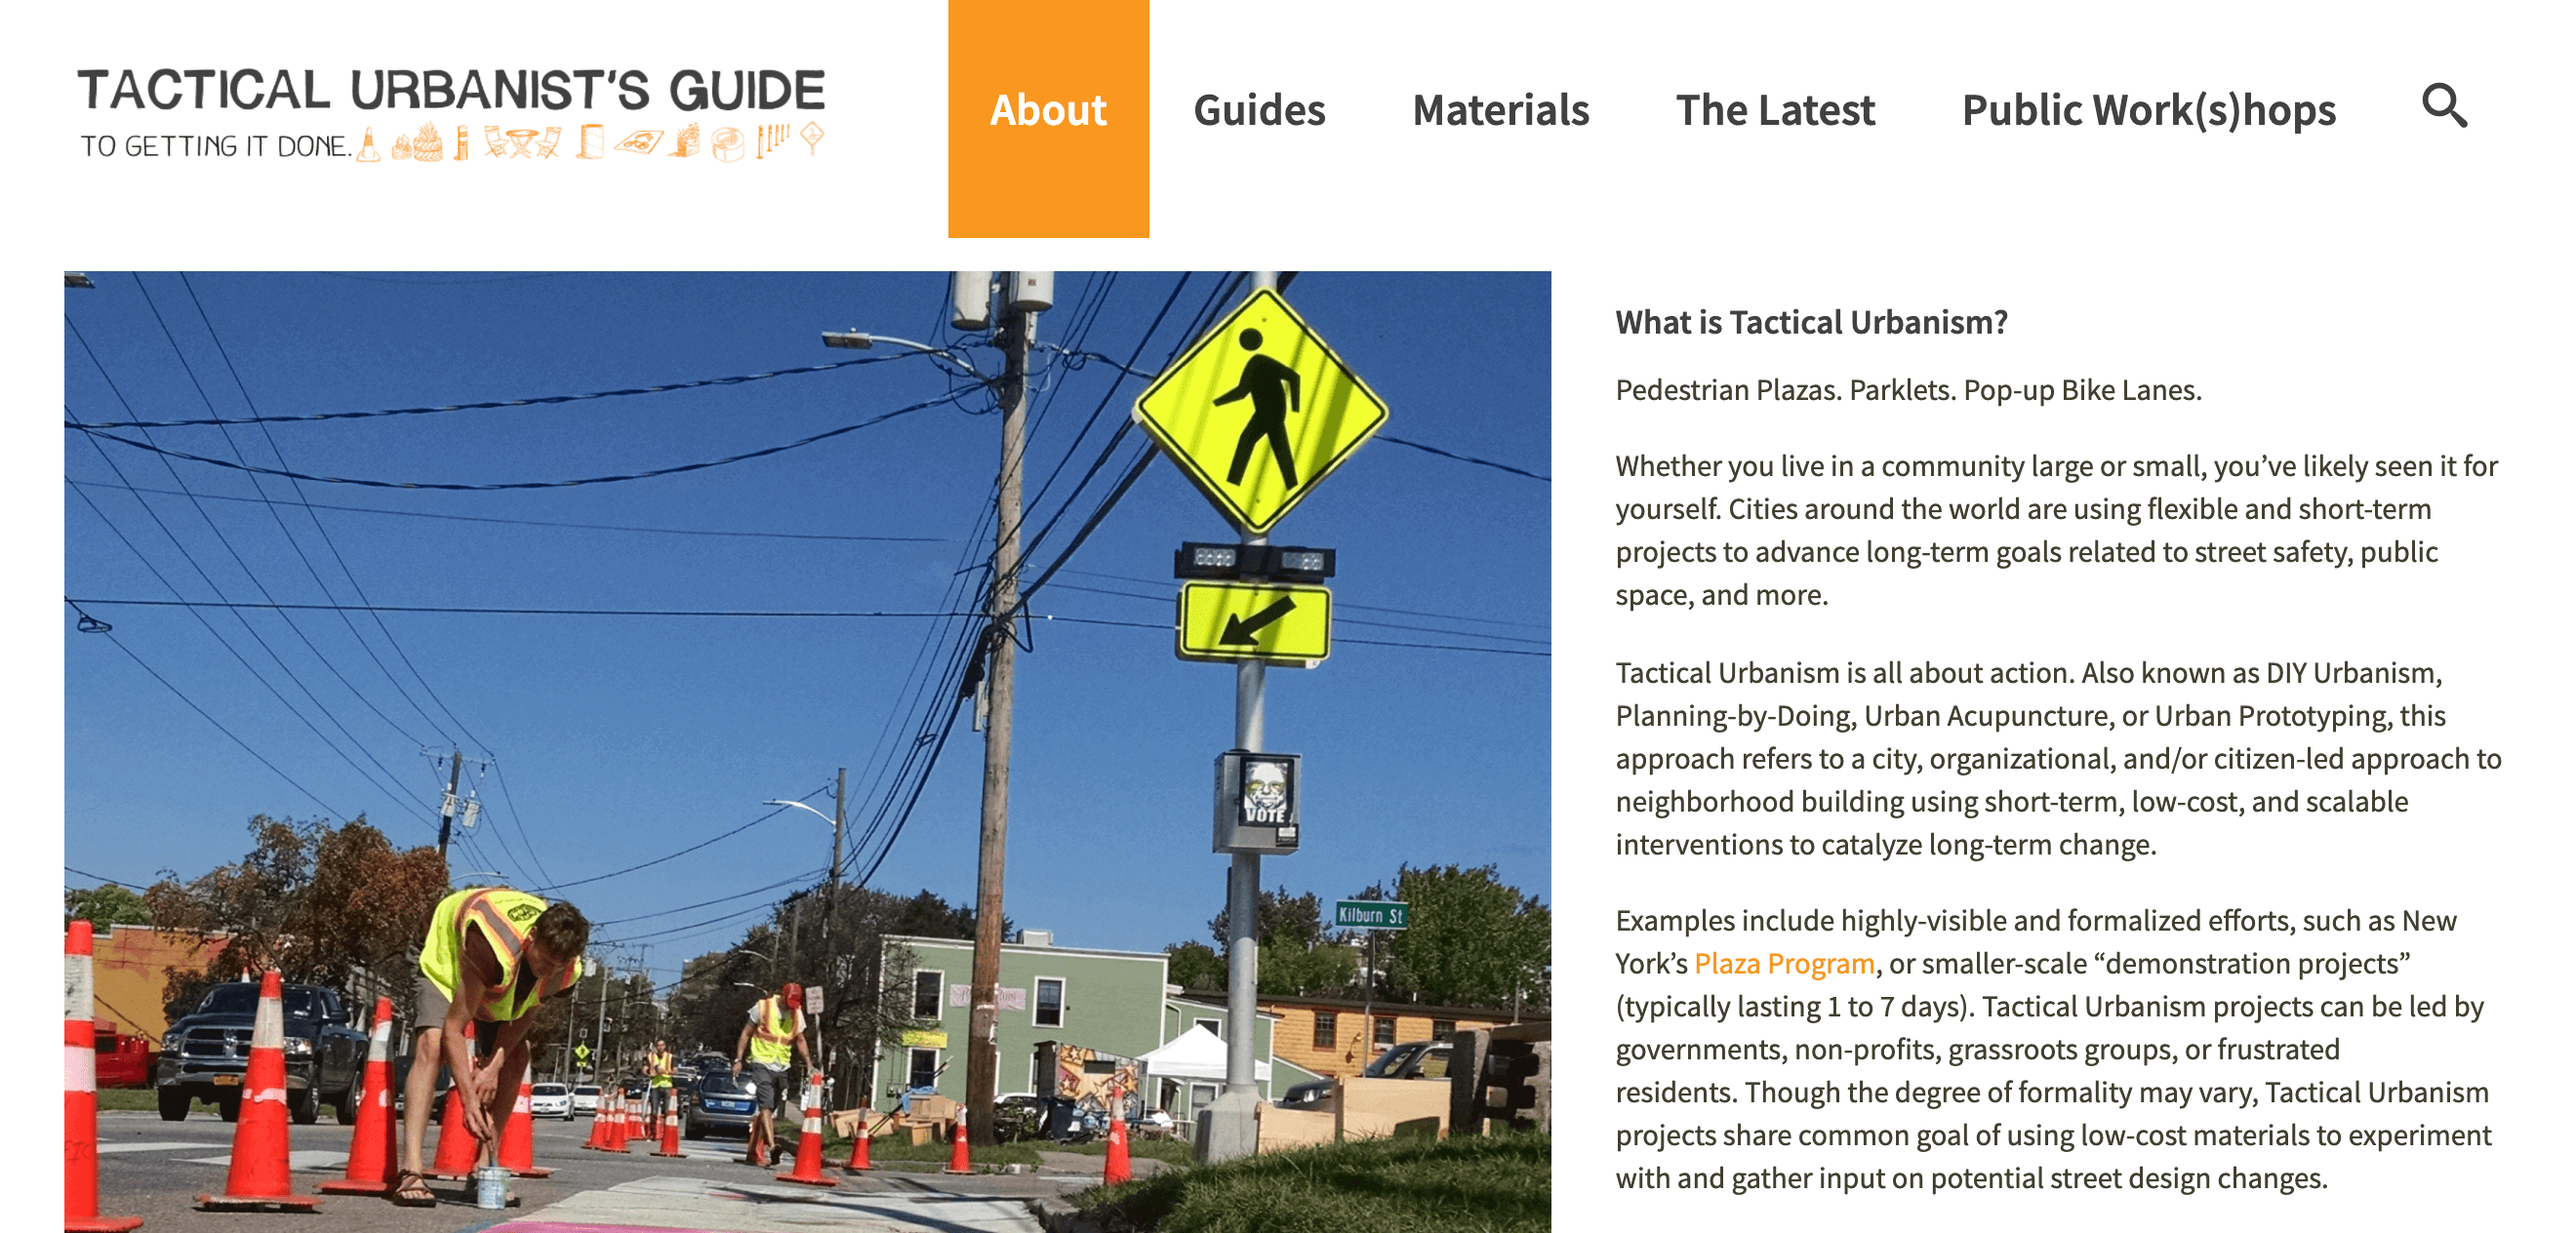 TACTICAL URBANIST'S GUIDE
TO GETTING IT DONE.
About
Guides
Materials
The Latest
Public Work(s)hops
VOTE
Kilburn St
What is Tactical Urbanism?
Pedestrian Plazas. Parklets. Pop-up Bike Lanes.
Whether you live in a community large or small, you’ve likely seen it for
yourself. Cities around the world are using flexible and short-term
projects to advance long-term goals related to street safety, public
space, and more.
Tactical Urbanism is all about action. Also known as DIY Urbanism,
Planning-by-Doing, Urban Acupuncture, or Urban Prototyping, this
approach refers to a city, organizational, and/or citizen-led approach to
neighborhood building using short-term, low-cost, and scalable
interventions to catalyze long-term change.
Examples include highly-visible and formalized efforts, such as New
York’s Plaza Program, or smaller-scale “demonstration projects”
(typically lasting 1 to 7 days). Tactical Urbanism projects can be led by
governments, non-profits, grassroots groups, or frustrated
residents. Though the degree of formality may vary, Tactical Urbanism
projects share common goal of using low-cost materials to experiment
with and gather input on potential street design changes.